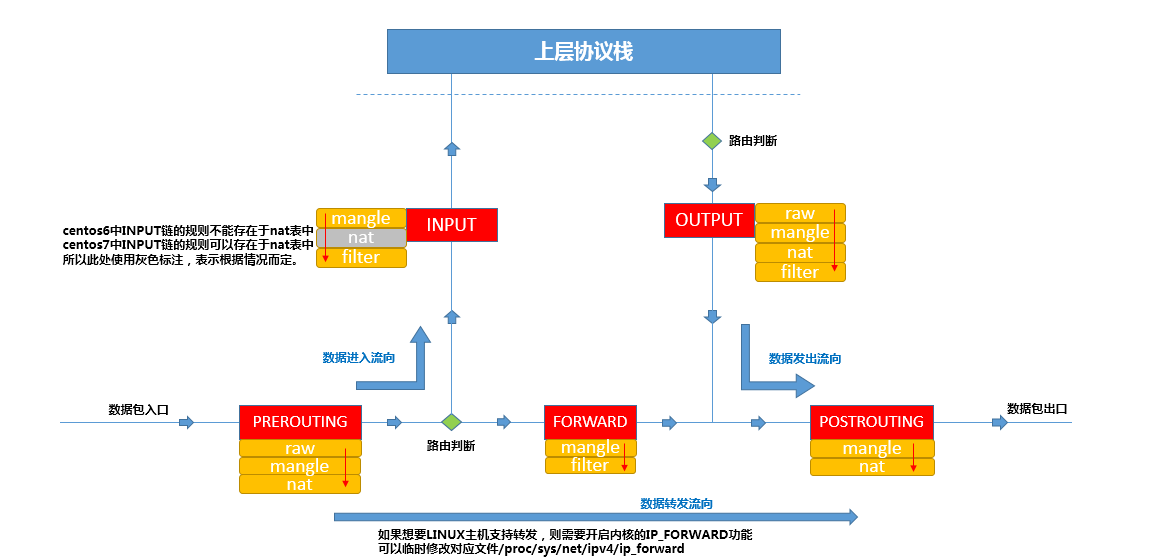 上层协议栈
路由判断
mangle
nat
filter
INPUT
OUTPUT
raw
mangle
nat
filter
centos6中INPUT链的规则不能存在于nat表中
centos7中INPUT链的规则可以存在于nat表中
所以此处使用灰色标注，表示根据情况而定。
数据进入流向
数据发出流向
数据包入口
PREROUTING
raw
mangle
nat
路由判断
FORWARD
mangle
filter
POSTROUTING
mangle
nat
数据包出口
数据转发流向
如果想要LINUX主机支持转发，则需要开启内核的IP_FORWARD功能
可以临时修改对应文件/proc/sys/net/ipv4/ip_forward